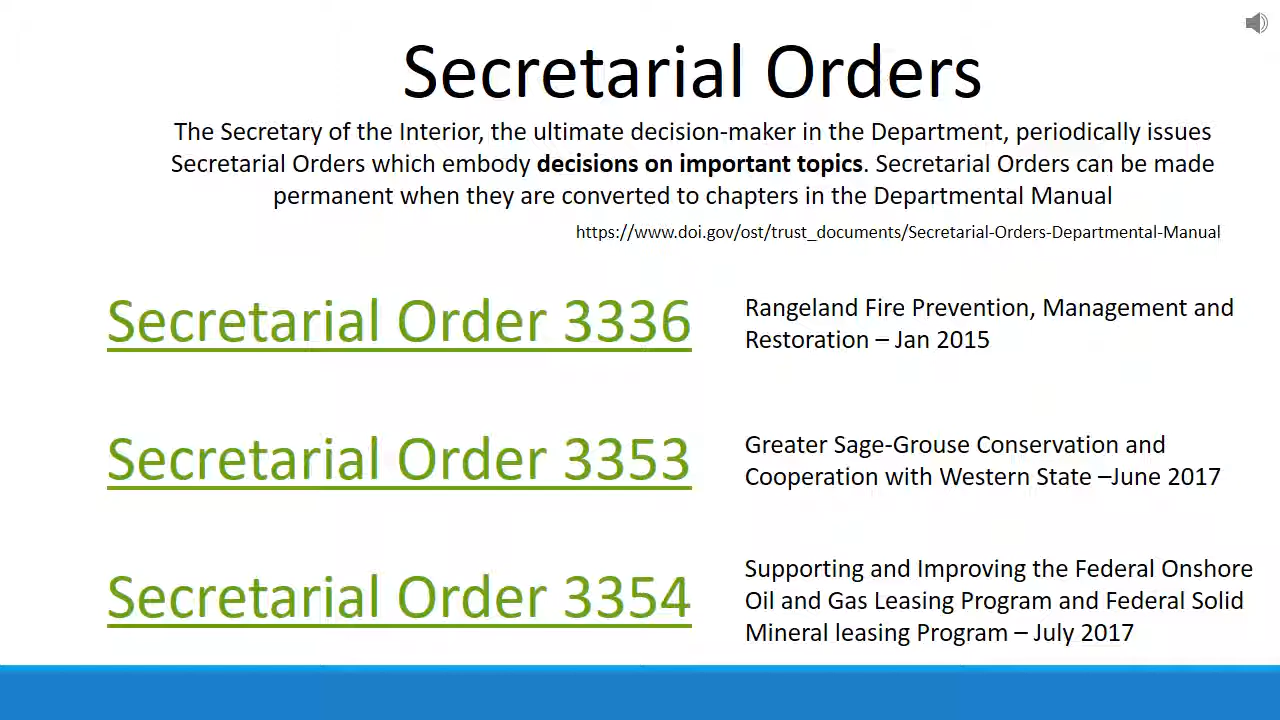 Secretarial Orders
The Secretary of the Interior, the ultimate decision-maker in the Department, periodically issues
Secretarial Orders which embody decisions on important topics. Secretarial Orders can be made
permanent when they are converted to chapters in the Departmental Manual
https://www.doi.gov/ost/trust_documents/Secretarial-Orders-Departmental-Manual
Secretarial Order 3336
Rangeland Fire Prevention, Management and
Restoration – Jan 2015
Secretarial Order 3353
Greater Sage-Grouse Conservation and
Cooperation with Western State –June 2017
Secretarial Order 3354
Supporting and Improving the Federal Onshore
Oil and Gas Leasing Program and Federal Solid
Mineral leasing Program – July 2017